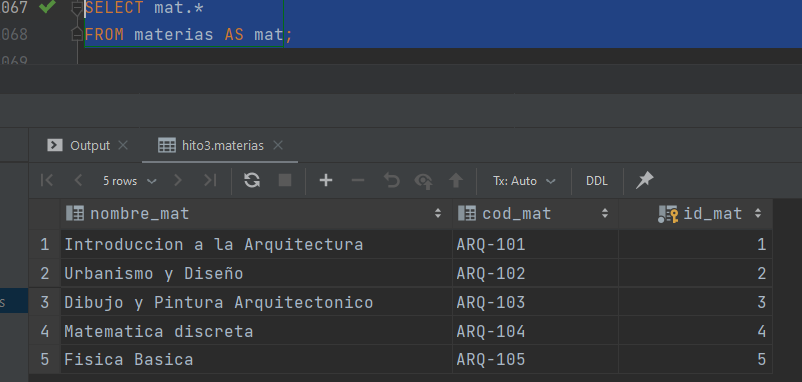 067 SELECT mat.*
068 FROM materias AS mat;
069
Output hito3.materias
5 rows Tx: Auto DDL
nombre_mat cod_mat id_mat
1 Introduccion a la Arquitectura ARQ-101 1
2 Urbanismo y Diseño ARQ-102 2
s 3 Dibujo y Pintura Arquitectonico ARQ-103 3
4 Matematica discreta ARQ-104 4
5 Fisica Basica ARQ-105 5